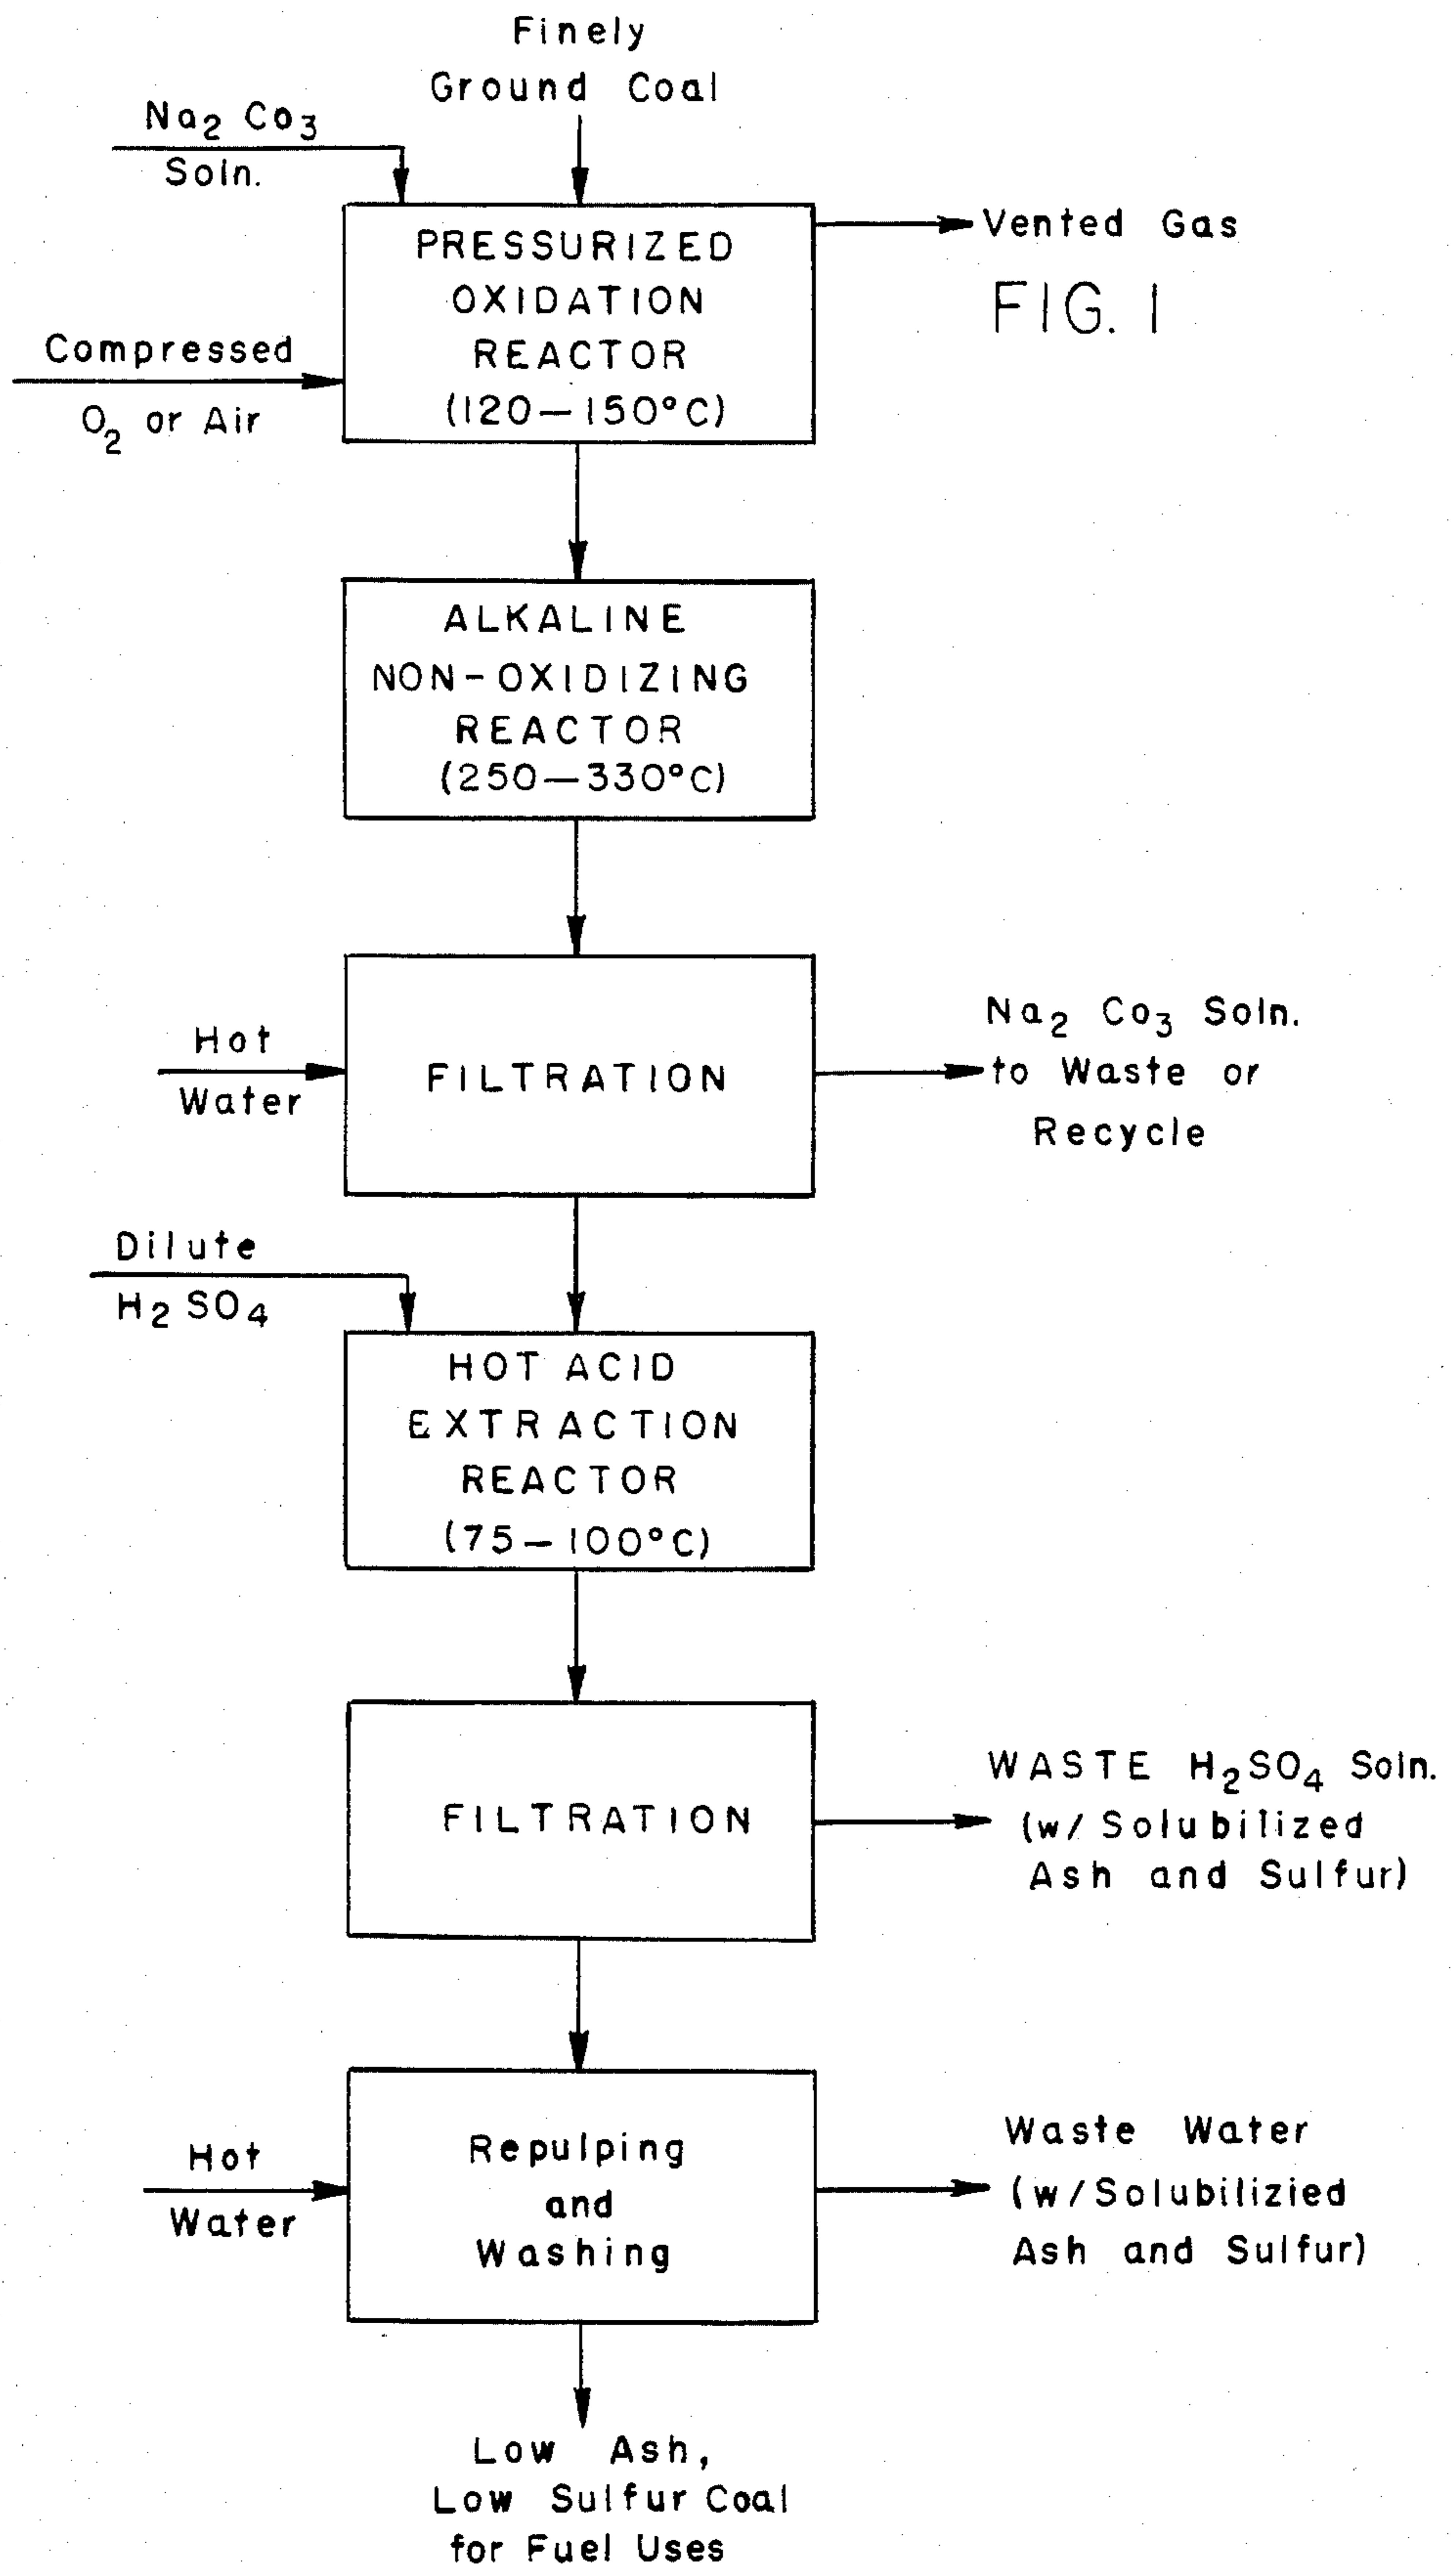 Finely
Ground Coal
Na2 Co3
Soln.
Vented Gas
PRESSURIZED
OXIDATION
REACTOR
(120—150°C)
FIG. 1
Compressed
O2 or Air
ALKALINE
NON-OXIDIZING
REACTOR
(250—330°C)
Hot
Water
FILTRATION
Na2 Co3 Soln.
to Waste or
Recycle
Dilute
H2 SO4
HOT ACID
EXTRACTION
REACTOR
(75—100°C)
FILTRATION
WASTE H2SO4 Soln.
(w/ Solubilized
Ash and Sulfur)
Hot
Water
Repulping
and
Washing
Waste Water
(w/Solubilizied
Ash and Sulfur)
Low Ash,
Low Sulfur Coal
for Fuel Uses